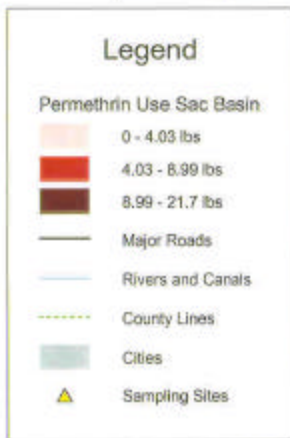 Legend
Permethrin Use Sac Basin
0 - 4.03 lbs
4.03 - 8.99 lbs
8.99 - 21.7 lbs
Major Roads
Rivers and Canals
County Lines
Cities
Sampling Sites